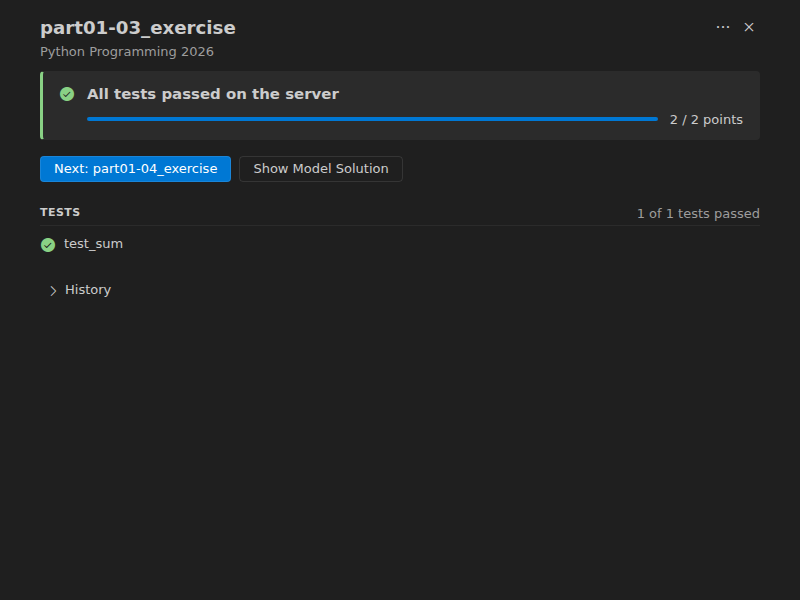 part01-03_exercise
Python Programming 2026
All tests passed on the server
2 / 2 points
Next: part01-04_exercise
Show Model Solution
TESTS
1 of 1 tests passed
test_sum
History